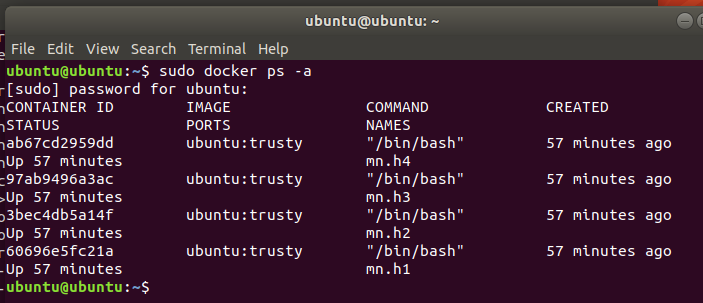 ubuntu@ubuntu: ~
File Edit View Search Terminal Help
ubuntu@ubuntu:~$ sudo docker ps -a
[sudo] password for ubuntu:
CONTAINER ID        IMAGE               COMMAND             CREATED
STATUS              PORTS               NAMES
ab67cd2959dd        ubuntu:trusty       "/bin/bash"         57 minutes ago
Up 57 minutes                           mn.h4
97ab9496a3ac        ubuntu:trusty       "/bin/bash"         57 minutes ago
Up 57 minutes                           mn.h3
3bec4db5a14f        ubuntu:trusty       "/bin/bash"         57 minutes ago
Up 57 minutes                           mn.h2
60696e5fc21a        ubuntu:trusty       "/bin/bash"         57 minutes ago
Up 57 minutes                           mn.h1
ubuntu@ubuntu:~$